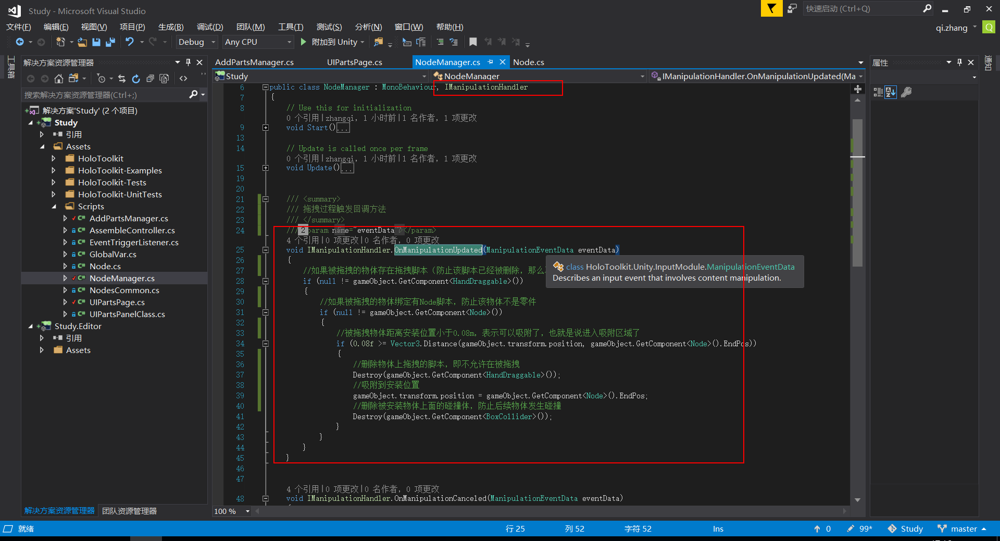 Study - Microsoft Visual Studio
快速启动 (Ctrl+Q)
文件(F) 编辑(E) 视图(V) 项目(P) 生成(B) 调试(D) 团队(M) 工具(T) 测试(S) 分析(N) 窗口(W) 帮助(H)
qi.zhang Q
Debug Any CPU 附加到 Unity
工具箱
解决方案资源管理器
搜索解决方案资源管理器(Ctrl+;)
解决方案'Study' (2 个项目)
Study
引用
Assets
HoloToolkit
HoloToolkit-Examples
HoloToolkit-Tests
HoloToolkit-UnitTests
Scripts
C# AddPartsManager.cs
C# AssembleController.cs
C# EventTriggerListener.cs
C# GlobalVar.cs
C# Node.cs
C# NodeManager.cs
C# NodesCommon.cs
C# UIPartsPage.cs
C# UIPartsPanelClass.cs
Study.Editor
引用
Assets
解决方案资源管理器 团队资源管理器
AddPartsManager.cs UIPartsPage.cs NodeManager.cs Node.cs
Study NodeManager IManipulationHandler.OnManipulationUpdated(Ma
6 public class NodeManager : MonoBehaviour, IManipulationHandler
7 {
8 // Use this for initialization
0 个引用|zhangqi, 1 小时前|1 名作者, 1 项更改
9 void Start()...
13
14 // Update is called once per frame
0 个引用|zhangqi, 1 小时前|1 名作者, 1 项更改
15 void Update()...
19
20
21 /// <summary>
22 /// 拖拽过程触发回调方法
23 /// </summary>
24 /// 2 param name="eventData"></param>
4 个引用|0 项更改|0 名作者, 0 项更改
25 void IManipulationHandler.OnManipulationUpdated(ManipulationEventData eventData)
26 {
27 //如果被拖拽的物体存在拖拽脚本（防止该脚本已经被删除, 那么
28 if (null != gameObject.GetComponent<HandDraggable>())
29 {
30 //如果被拖拽的物体绑定有Node脚本, 防止该物体不是零件
31 if (null != gameObject.GetComponent<Node>())
32 {
33 //被拖拽物体距离安装位置小于0.08m, 表示可以吸附了, 也就是说进入吸附区域了
34 if (0.08f >= Vector3.Distance(gameObject.transform.position, gameObject.GetComponent<Node>().EndPos))
35 {
36 //删除物体上拖拽的脚本, 即不允许在被拖拽
37 Destroy(gameObject.GetComponent<HandDraggable>());
38 //吸附到安装位置
39 gameObject.transform.position = gameObject.GetComponent<Node>().EndPos;
40 //删除被安装物体上面的碰撞体, 防止后续物体发生碰撞
41 Destroy(gameObject.GetComponent<BoxCollider>());
42 }
43 }
44 }
45 }
46
47
4 个引用|0 项更改|0 名作者, 0 项更改
48 void IManipulationHandler.OnManipulationCanceled(ManipulationEventData eventData)
class HoloToolkit.Unity.InputModule.ManipulationEventData
Describes an input event that involves content manipulation.
100 %
属性
通知
就绪 行 25 列 52 字符 52 Ins 0 99* Study master